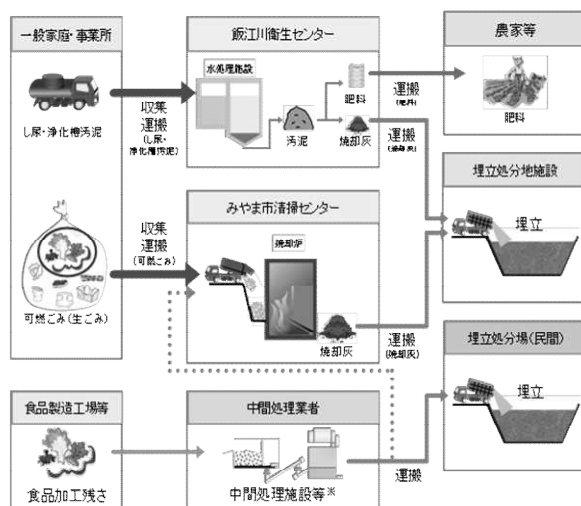 一般家庭・事業所
し尿・浄化槽汚泥
可燃ごみ(生ごみ)
収集
運搬
(し尿・
浄化槽汚泥)
収集
運搬
(可燃ごみ)
飯江川衛生センター
水処理施設
汚泥
肥料
焼却灰
運搬
(肥料)
運搬
(焼却灰)
農家等
肥料
みやま市清掃センター
焼却炉
焼却灰
運搬
(焼却灰)
埋立処分地施設
埋立
食品製造工場等
食品加工残さ
中間処理業者
中間処理施設等※
運搬
埋立処分場(民間)
埋立